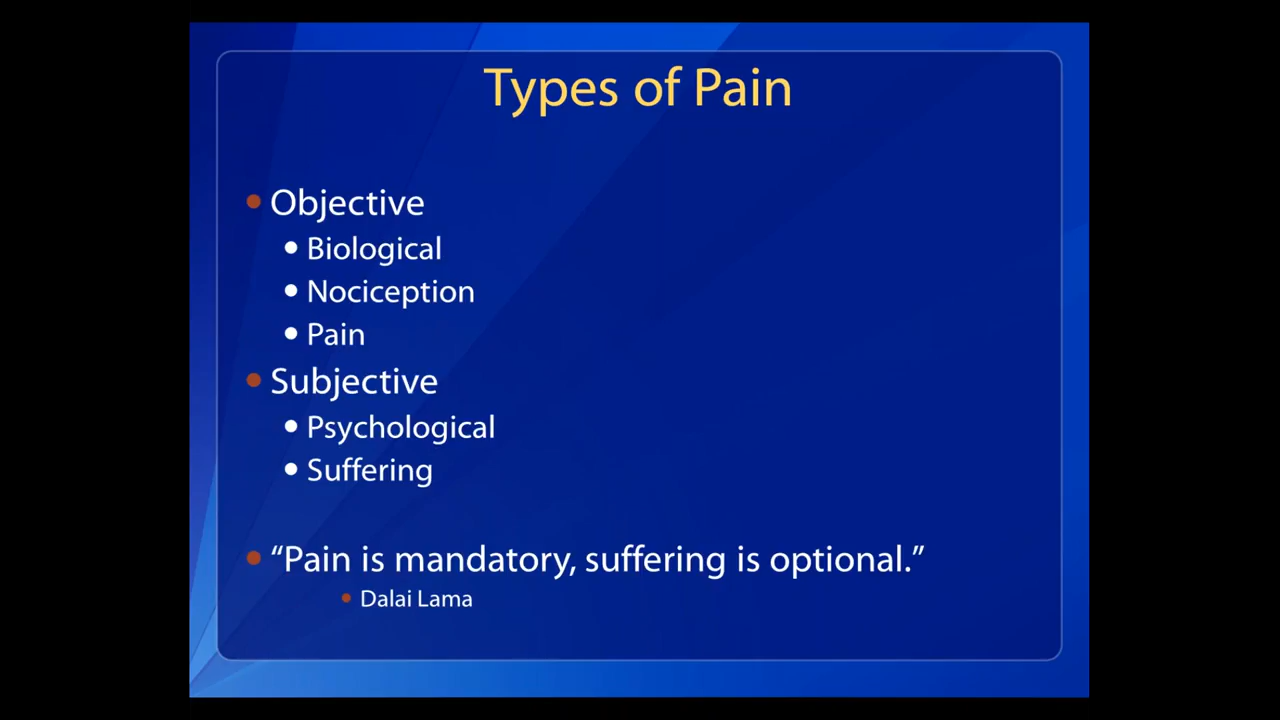 Types of Pain
Objective
Biological
Nociception
Pain
Subjective
Psychological
Suffering
“Pain is mandatory, suffering is optional.”
Dalai Lama